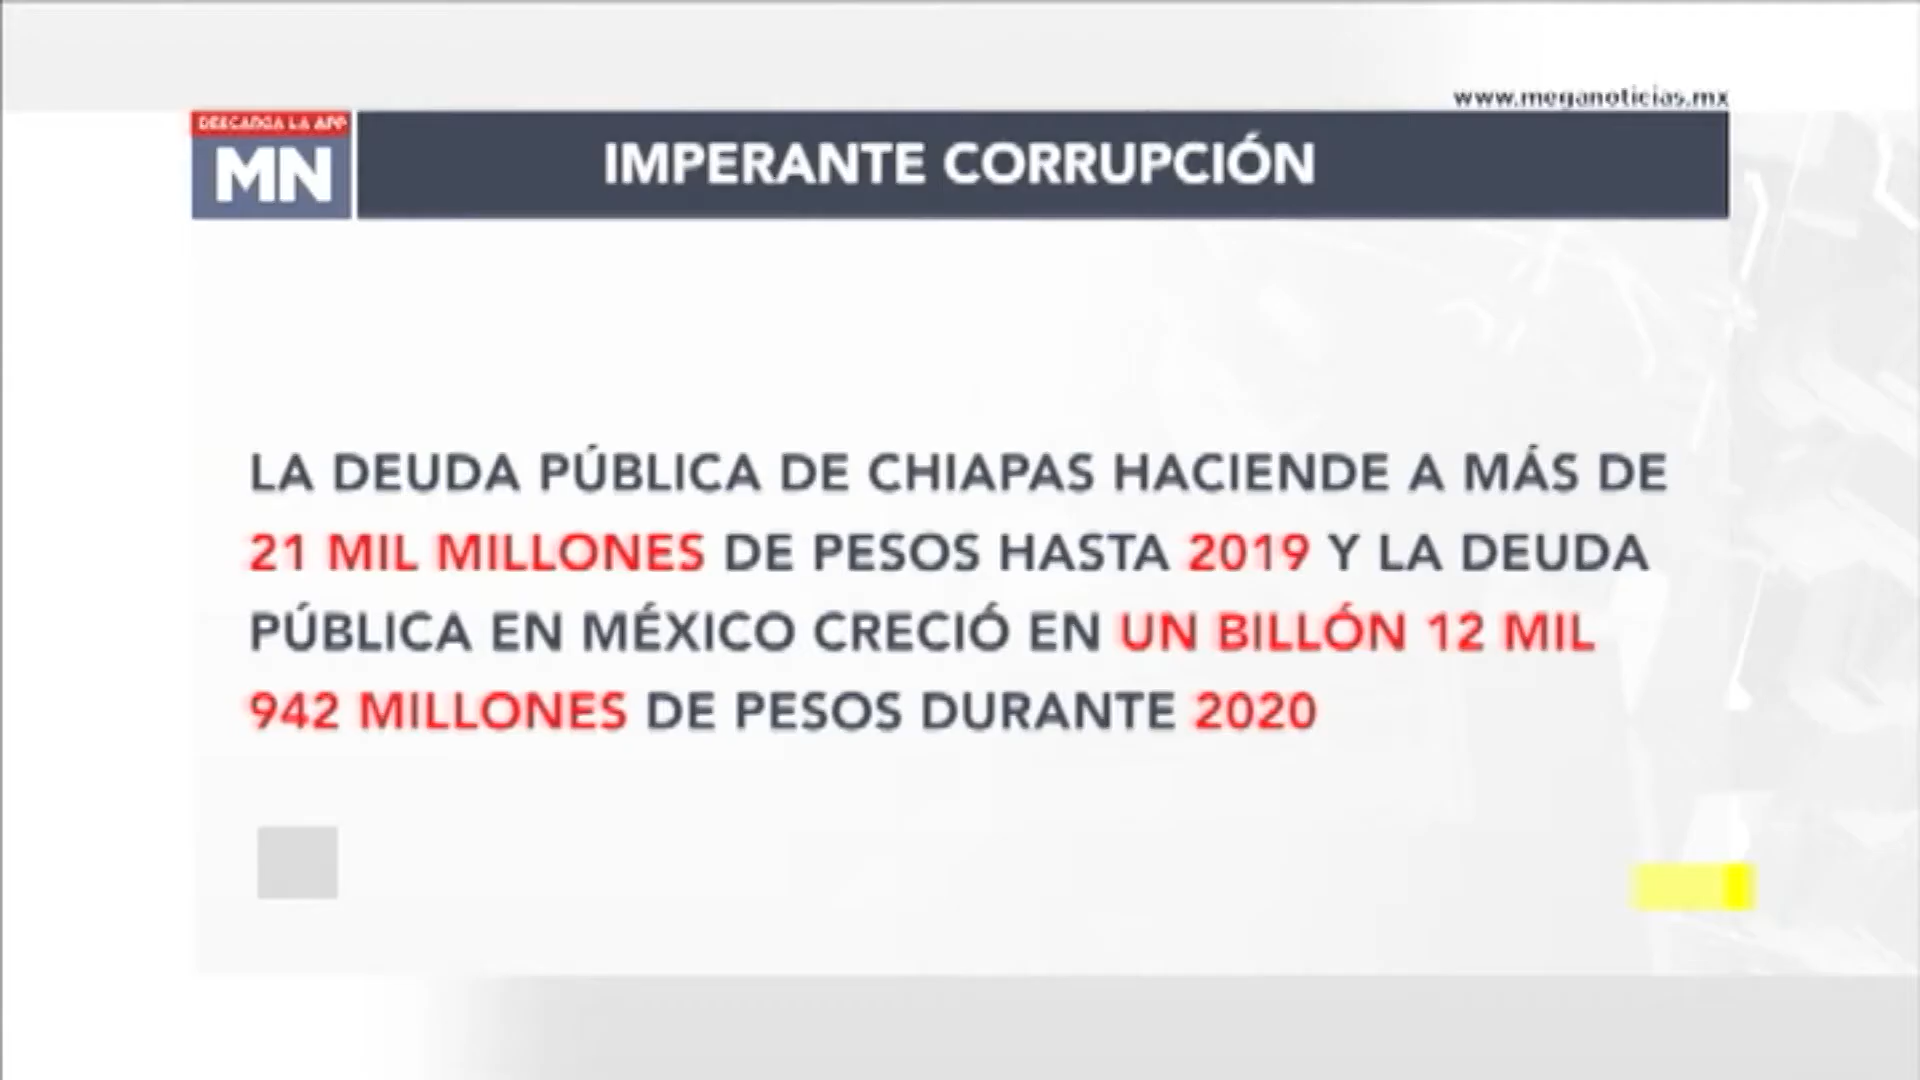 www.meganoticias.mx
DESCARGA LA APP
MN
IMPERANTE CORRUPCIÓN
LA DEUDA PÚBLICA DE CHIAPAS HACIENDE A MÁS DE
21 MIL MILLONES DE PESOS HASTA 2019 Y LA DEUDA
PÚBLICA EN MÉXICO CRECIÓ EN UN BILLÓN 12 MIL
942 MILLONES DE PESOS DURANTE 2020